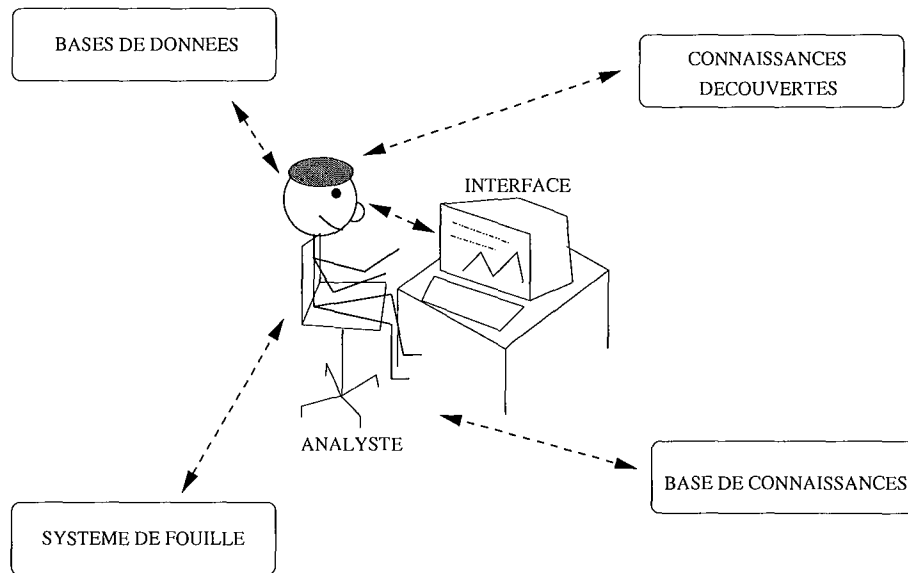 BASES DE DONNEES
CONNAISSANCES
DECOUVERTES
INTERFACE
ANALYSTE
BASE DE CONNAISSANCES
SYSTEME DE FOUILLE